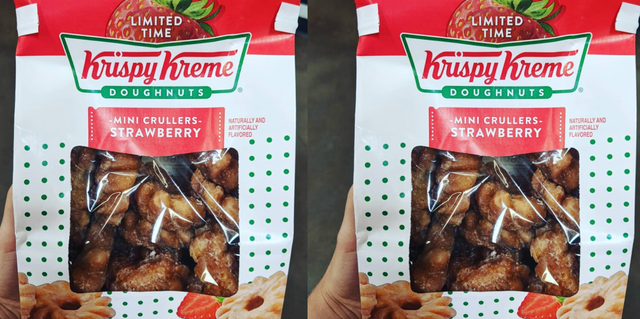 LIMITED
TIME
Krispy Kreme
®
DOUGHNUTS
-MINI CRULLERS-
STRAWBERRY
NATURALLY AND
ARTIFICIALLY
FLAVORED
LIMITED
TIME
Krispy Kreme
®
DOUGHNUTS
-MINI CRULLERS-
STRAWBERRY
NATURALLY AND
ARTIFICIALLY
FLAVORED